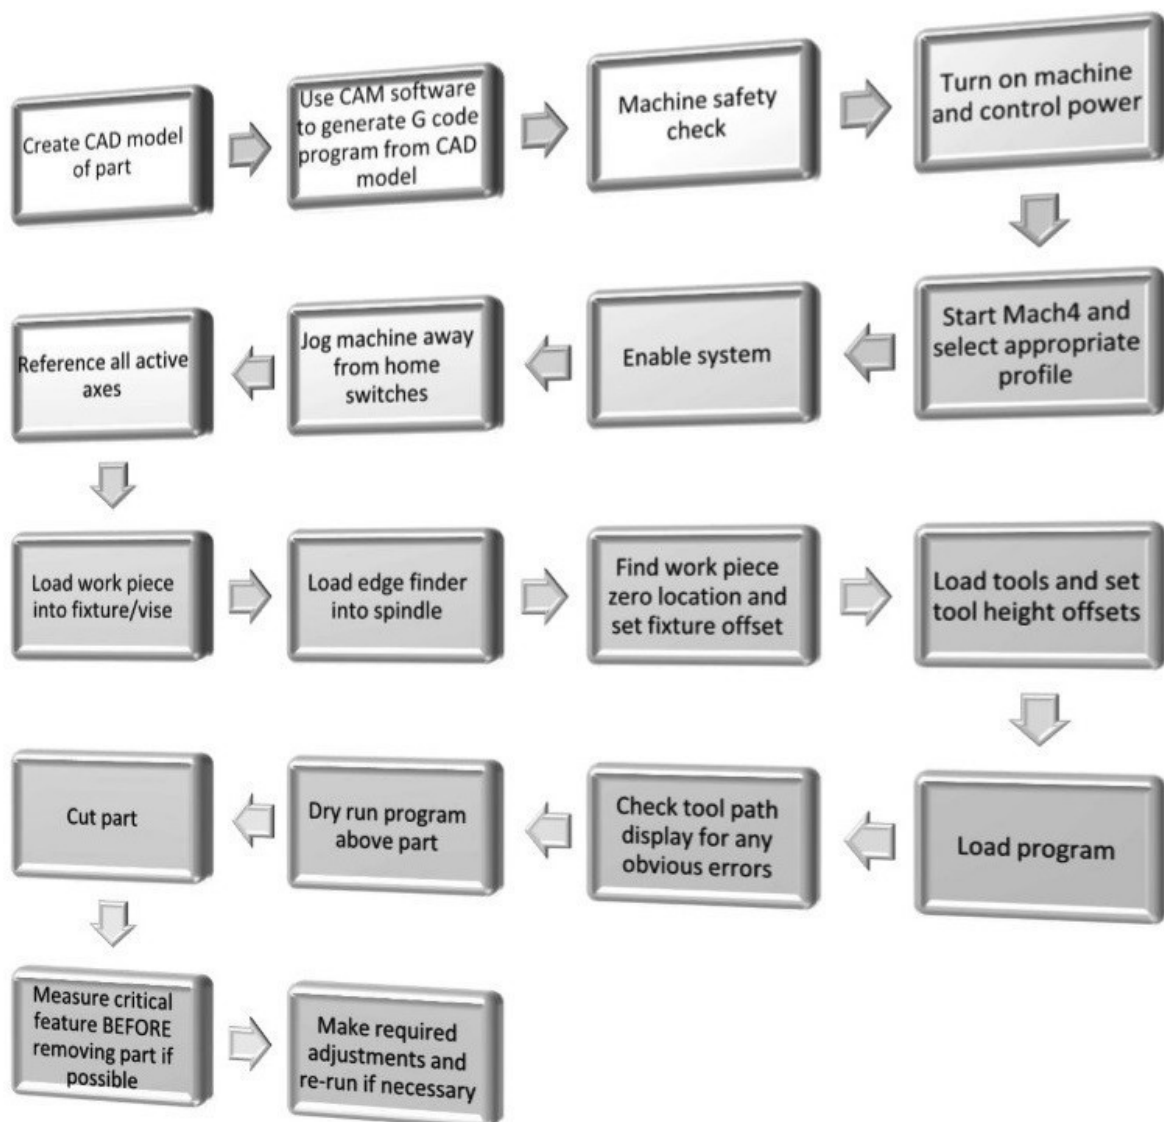 Create CAD model
of part
Use CAM software
to generate G code
program from CAD
model
Machine safety
check
Turn on machine
and control power
Start Mach4 and
select appropriate
profile
Enable system
Jog machine away
from home
switches
Reference all active
axes
Load work piece
into fixture/vise
Load edge finder
into spindle
Find work piece
zero location and
set fixture offset
Load tools and set
tool height offsets
Load program
Check tool path
display for any
obvious errors
Dry run program
above part
Cut part
Measure critical
feature BEFORE
removing part if
possible
Make required
adjustments and
re-run if necessary